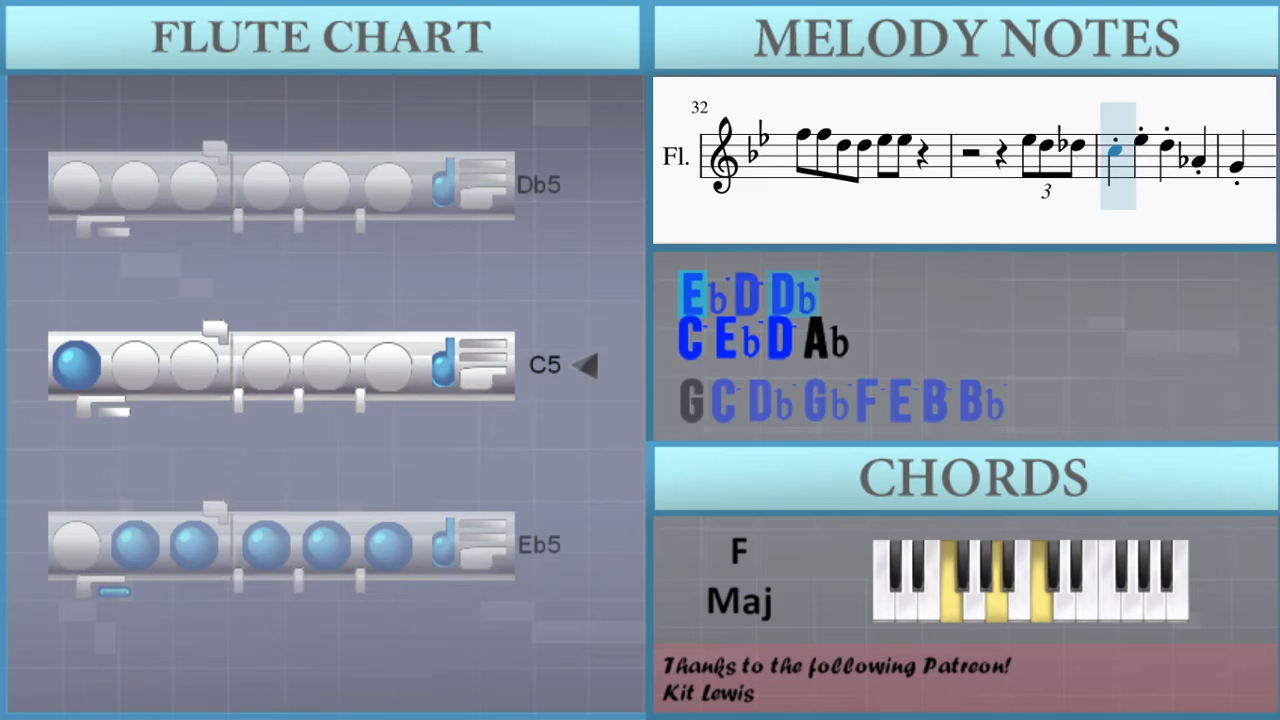 FLUTE CHART
Db5
C5
Eb5
MELODY NOTES
32
Fl.
3
Eb D Db
C Eb D Ab
G C Db Gb F E B Bb
CHORDS
F
Maj
Thanks to the following Patreon!
Kit Lewis